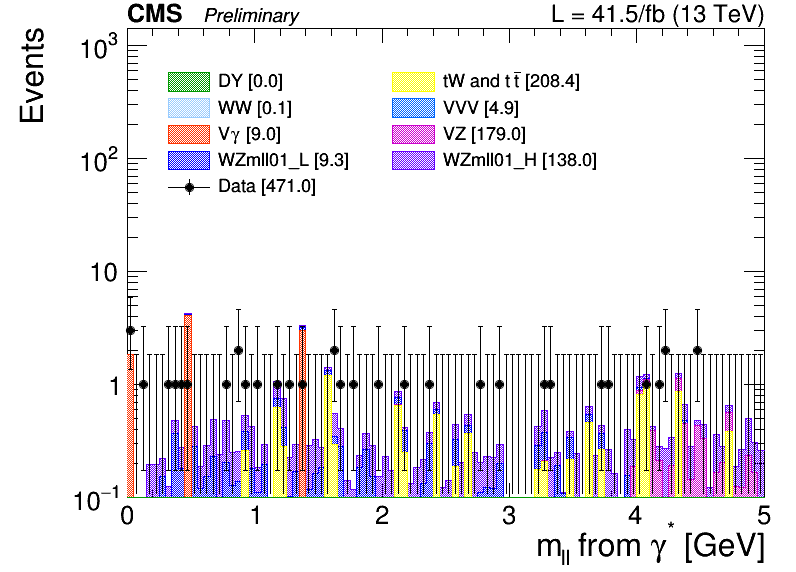 CMS Preliminary L = 41.5/fb (13 TeV)
Events
10³
10²
10
1
10⁻¹
DY [0.0]
tW and tt̅ [208.4]
WW [0.1]
VVV [4.9]
Vγ [9.0]
VZ [179.0]
WZmll01_L [9.3]
WZmll01_H [138.0]
Data [471.0]
0 1 2 3 4 5
m_ll from γ* [GeV]